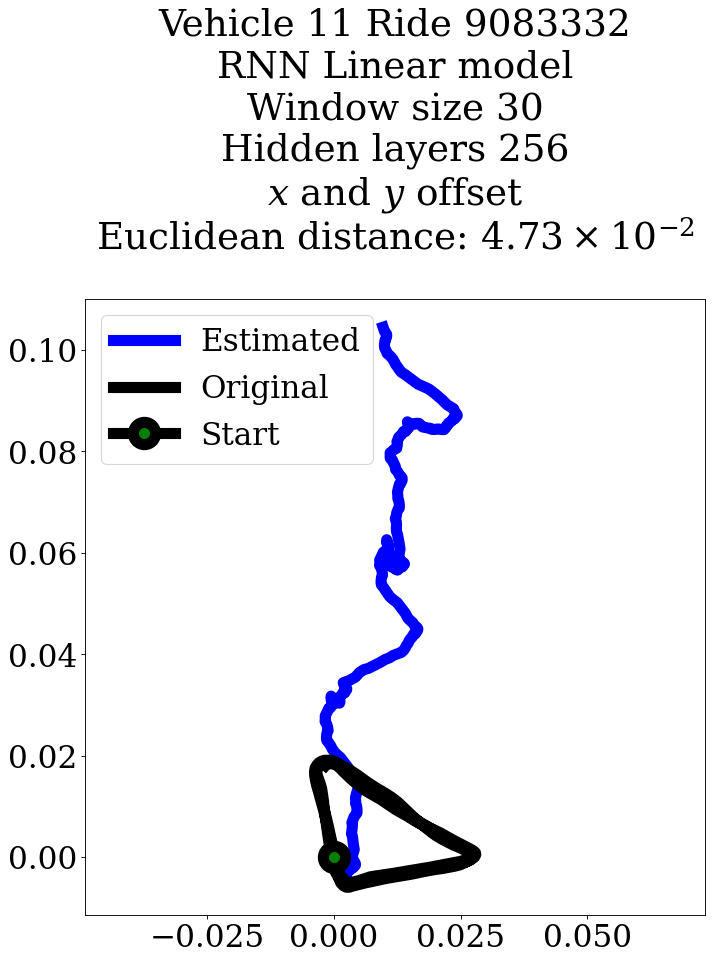 Vehicle 11 Ride 9083332
RNN Linear model
Window size 30
Hidden layers 256
x and y offset
Euclidean distance: 4.73 × 10⁻²
Estimated
Original
Start
0.10
0.08
0.06
0.04
0.02
0.00
−0.025 0.000 0.025 0.050